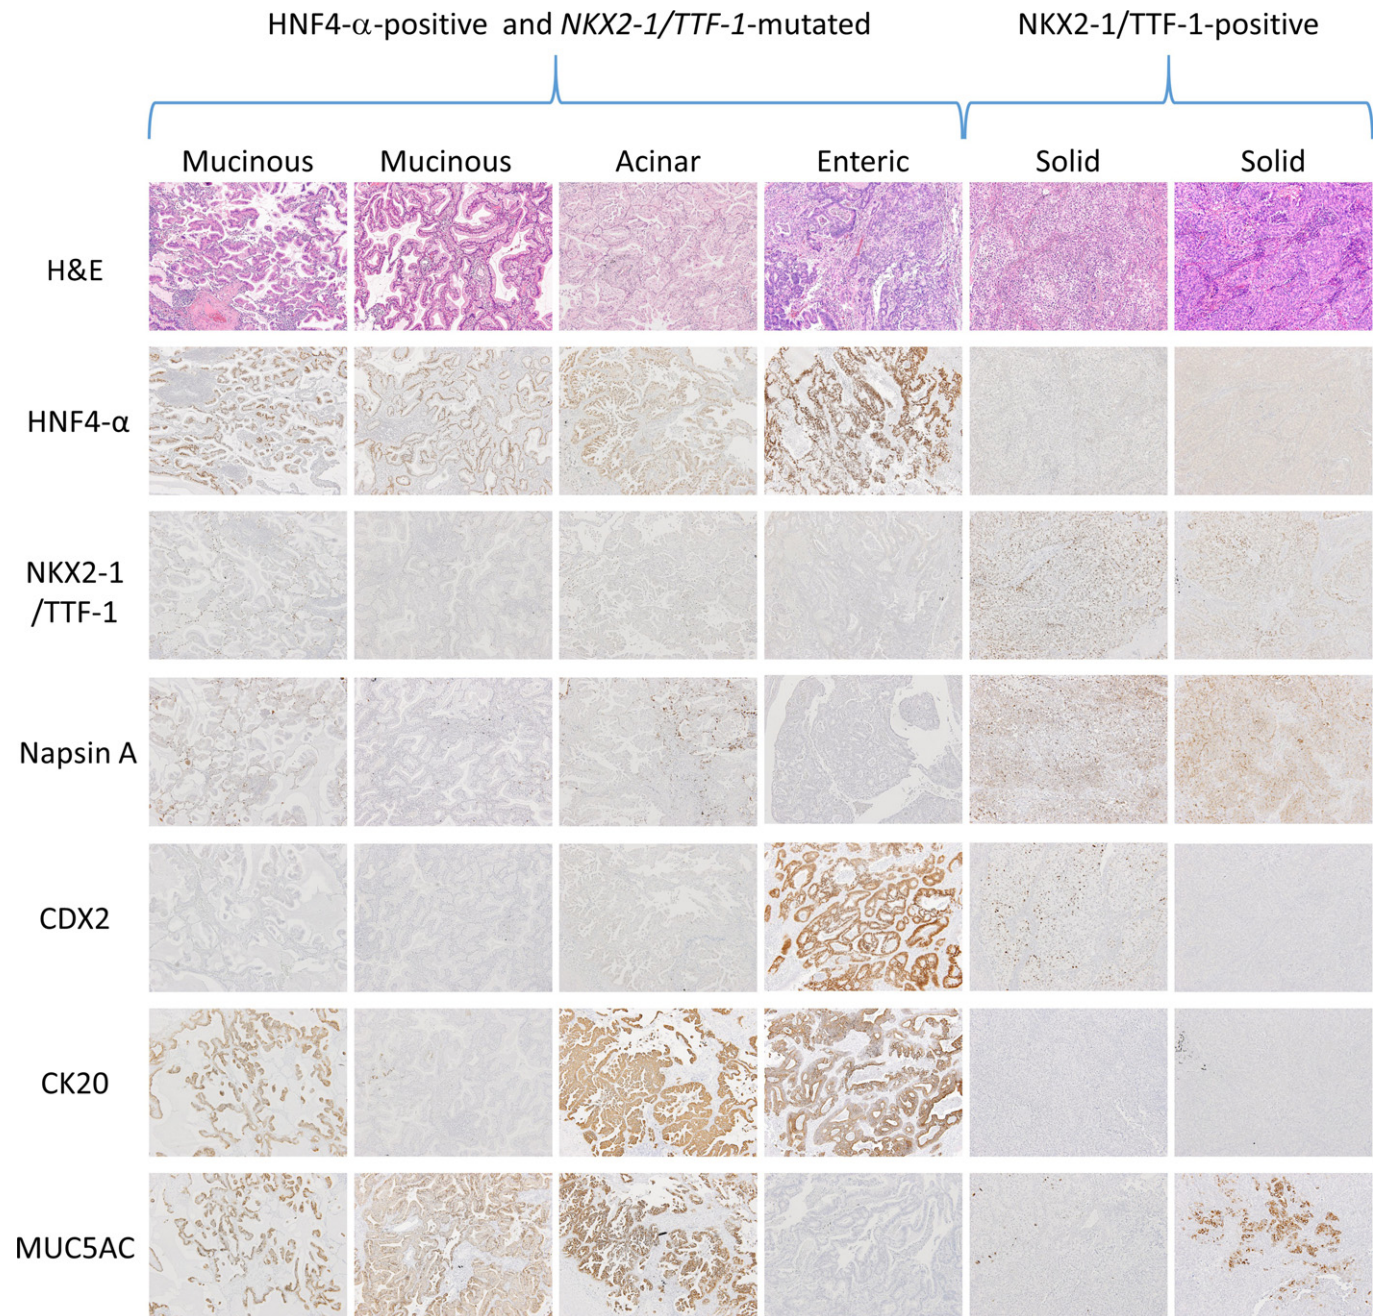 HNF4-α-positive and NKX2-1/TTF-1-mutated
NKX2-1/TTF-1-positive
Mucinous Mucinous Acinar Enteric Solid Solid
H&E
HNF4-α
NKX2-1
/TTF-1
Napsin A
CDX2
CK20
MUC5AC